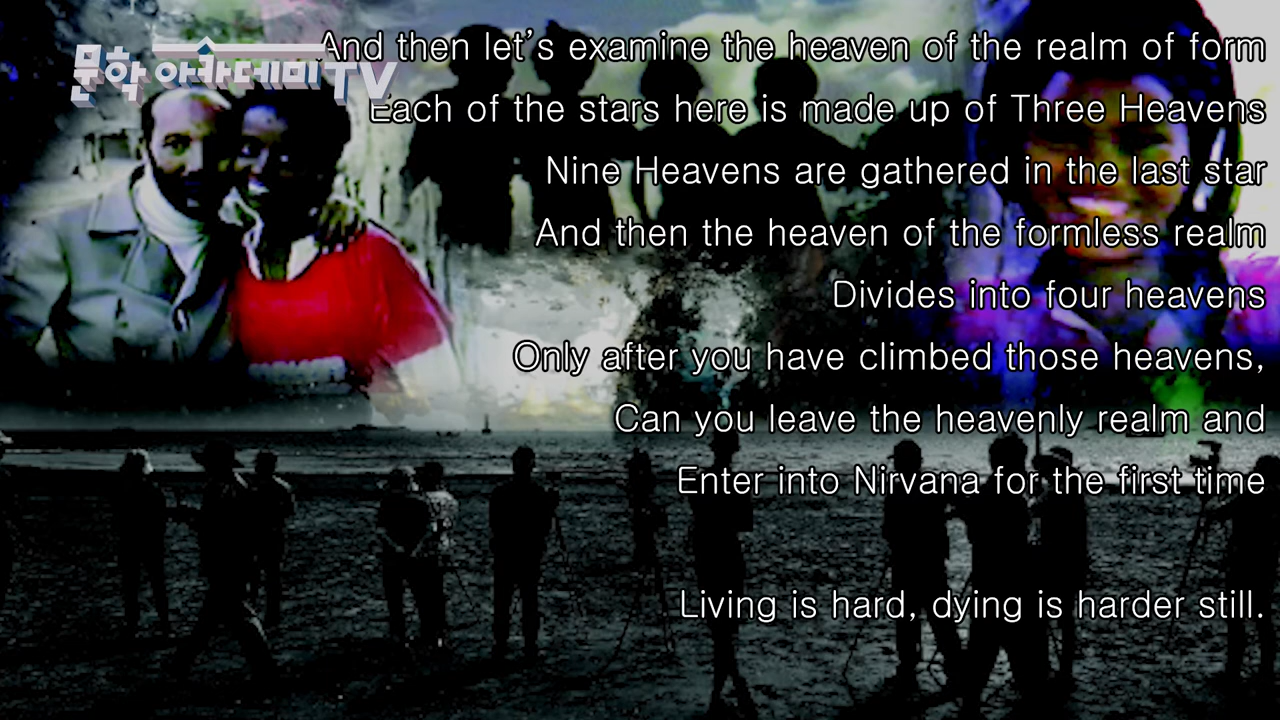 문학 아카데미 TV
And then let's examine the heaven of the realm of form
Each of the stars here is made up of Three Heavens
Nine Heavens are gathered in the last star
And then the heaven of the formless realm
Divides into four heavens
Only after you have climbed those heavens,
Can you leave the heavenly realm and
Enter into Nirvana for the first time
Living is hard, dying is harder still.